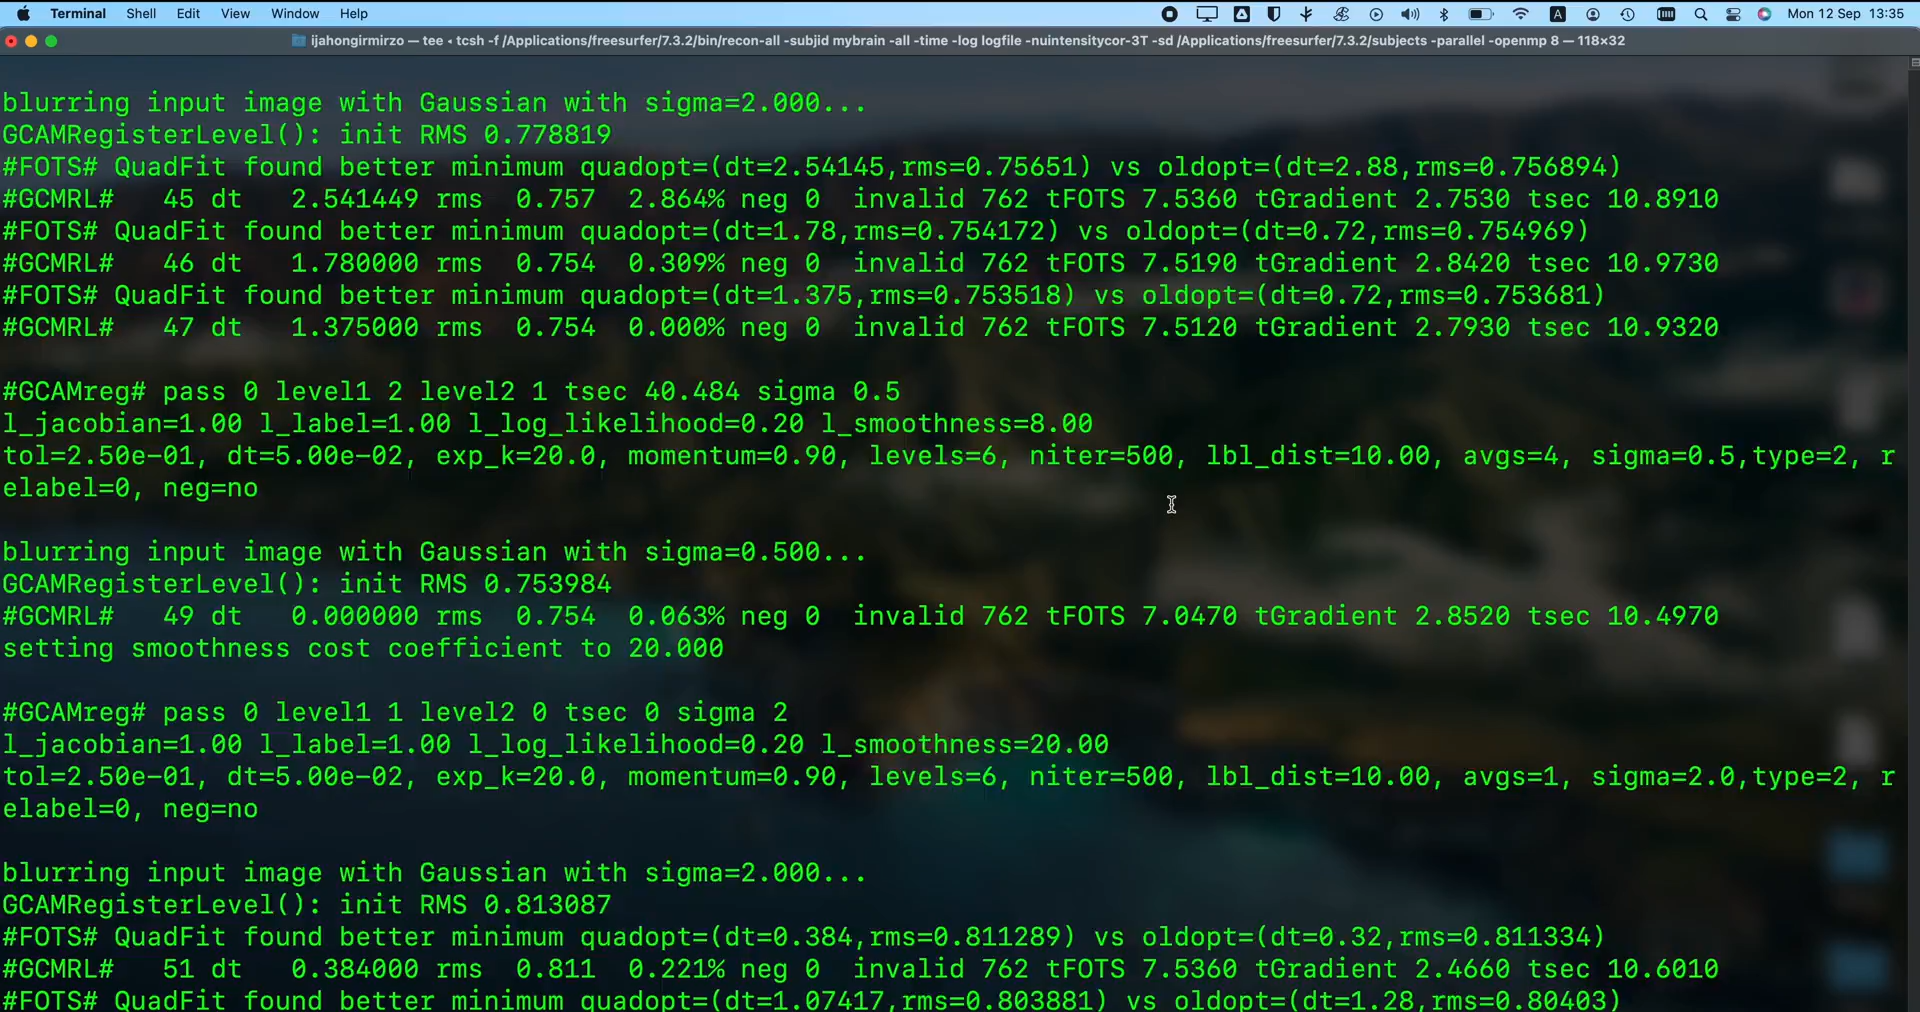 Terminal Shell Edit View Window Help A Mon 12 Sep 13:35
ijahongirmirzo — tee ◂ tcsh -f /Applications/freesurfer/7.3.2/bin/recon-all -subjid mybrain -all -time -log logfile -nuintensitycor-3T -sd /Applications/freesurfer/7.3.2/subjects -parallel -openmp 8 — 118×32
blurring input image with Gaussian with sigma=2.000...
GCAMRegisterLevel(): init RMS 0.778819
#FOTS# QuadFit found better minimum quadopt=(dt=2.54145,rms=0.75651) vs oldopt=(dt=2.88,rms=0.756894)
#GCMRL# 45 dt 2.541449 rms 0.757 2.864% neg 0 invalid 762 tFOTS 7.5360 tGradient 2.7530 tsec 10.8910
#FOTS# QuadFit found better minimum quadopt=(dt=1.78,rms=0.754172) vs oldopt=(dt=0.72,rms=0.754969)
#GCMRL# 46 dt 1.780000 rms 0.754 0.309% neg 0 invalid 762 tFOTS 7.5190 tGradient 2.8420 tsec 10.9730
#FOTS# QuadFit found better minimum quadopt=(dt=1.375,rms=0.753518) vs oldopt=(dt=0.72,rms=0.753681)
#GCMRL# 47 dt 1.375000 rms 0.754 0.000% neg 0 invalid 762 tFOTS 7.5120 tGradient 2.7930 tsec 10.9320
#GCAMreg# pass 0 level1 2 level2 1 tsec 40.484 sigma 0.5
l_jacobian=1.00 l_label=1.00 l_log_likelihood=0.20 l_smoothness=8.00
tol=2.50e-01, dt=5.00e-02, exp_k=20.0, momentum=0.90, levels=6, niter=500, lbl_dist=10.00, avgs=4, sigma=0.5,type=2, r
elabel=0, neg=no
blurring input image with Gaussian with sigma=0.500...
GCAMRegisterLevel(): init RMS 0.753984
#GCMRL# 49 dt 0.000000 rms 0.754 0.063% neg 0 invalid 762 tFOTS 7.0470 tGradient 2.8520 tsec 10.4970
setting smoothness cost coefficient to 20.000
#GCAMreg# pass 0 level1 1 level2 0 tsec 0 sigma 2
l_jacobian=1.00 l_label=1.00 l_log_likelihood=0.20 l_smoothness=20.00
tol=2.50e-01, dt=5.00e-02, exp_k=20.0, momentum=0.90, levels=6, niter=500, lbl_dist=10.00, avgs=1, sigma=2.0,type=2, r
elabel=0, neg=no
blurring input image with Gaussian with sigma=2.000...
GCAMRegisterLevel(): init RMS 0.813087
#FOTS# QuadFit found better minimum quadopt=(dt=0.384,rms=0.811289) vs oldopt=(dt=0.32,rms=0.811334)
#GCMRL# 51 dt 0.384000 rms 0.811 0.221% neg 0 invalid 762 tFOTS 7.5360 tGradient 2.4660 tsec 10.6010
#FOTS# QuadFit found better minimum quadopt=(dt=1.07417,rms=0.803881) vs oldopt=(dt=1.28,rms=0.80403)